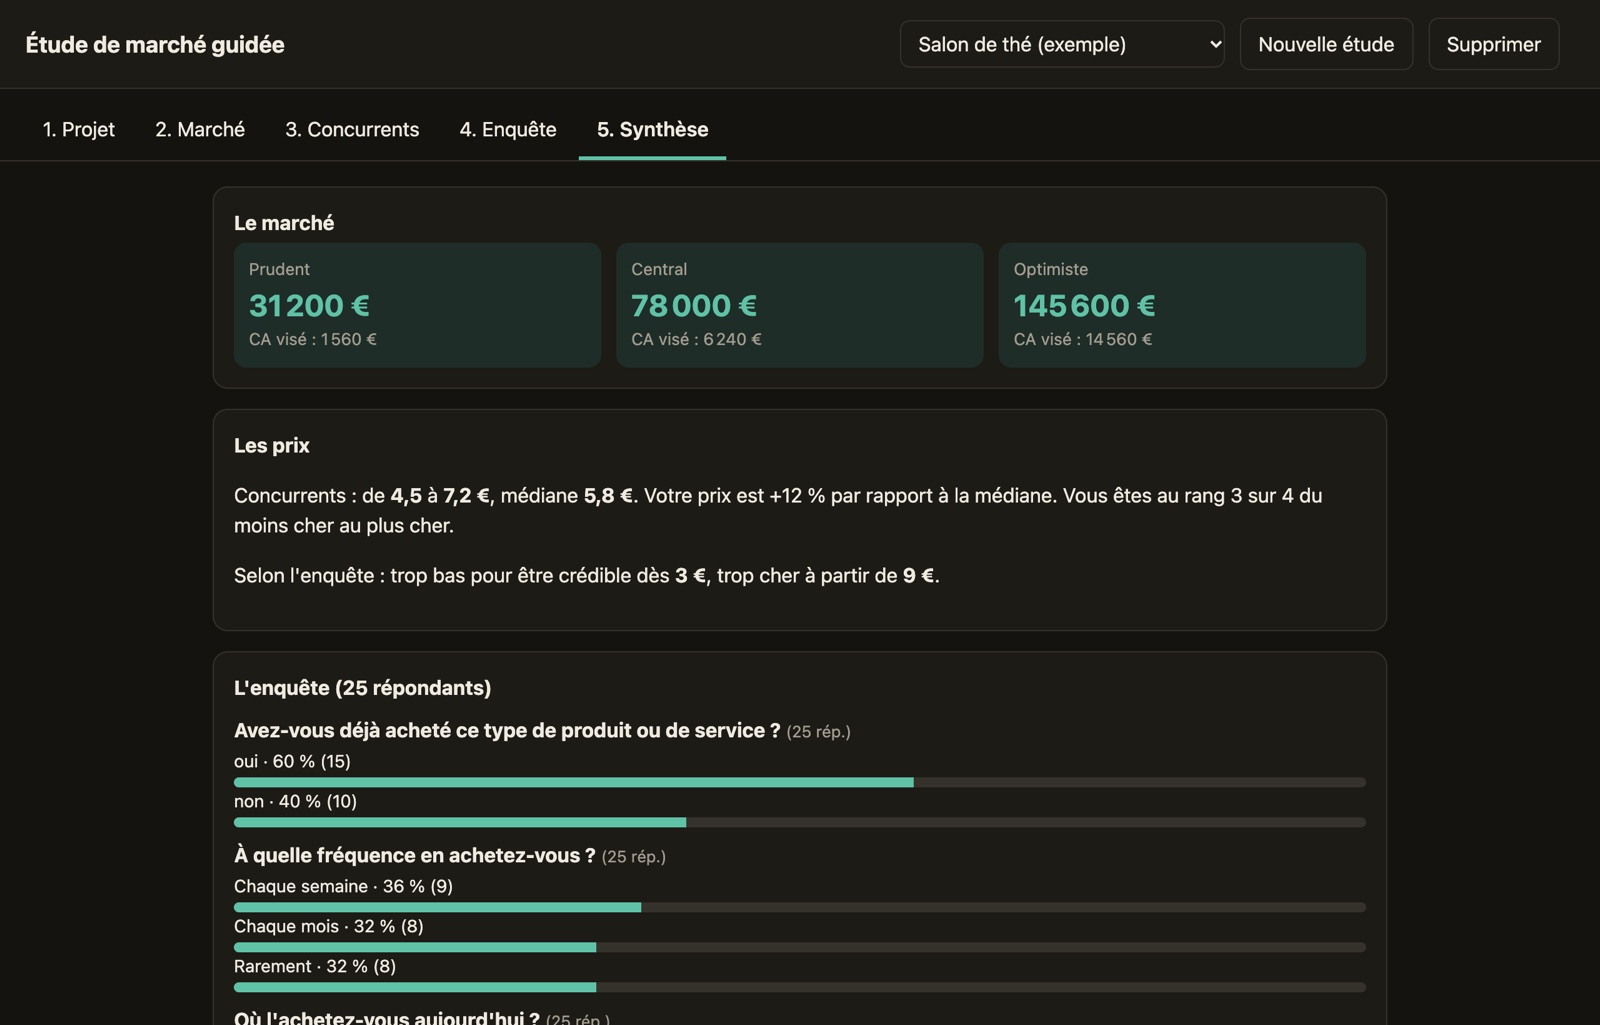 Étude de marché guidée
Salon de thé (exemple)
Nouvelle étude
Supprimer
1. Projet
2. Marché
3. Concurrents
4. Enquête
5. Synthèse
Le marché
Prudent
31 200 €
CA visé : 1 560 €
Central
78 000 €
CA visé : 6 240 €
Optimiste
145 600 €
CA visé : 14 560 €
Les prix
Concurrents : de 4,5 à 7,2 €, médiane 5,8 €. Votre prix est +12 % par rapport à la médiane. Vous êtes au rang 3 sur 4 du
moins cher au plus cher.
Selon l'enquête : trop bas pour être crédible dès 3 €, trop cher à partir de 9 €.
L'enquête (25 répondants)
Avez-vous déjà acheté ce type de produit ou de service ? (25 rép.)
oui · 60 % (15)
non · 40 % (10)
À quelle fréquence en achetez-vous ? (25 rép.)
Chaque semaine · 36 % (9)
Chaque mois · 32 % (8)
Rarement · 32 % (8)
Où l'achetez-vous aujourd'hui ? (25 rép.)